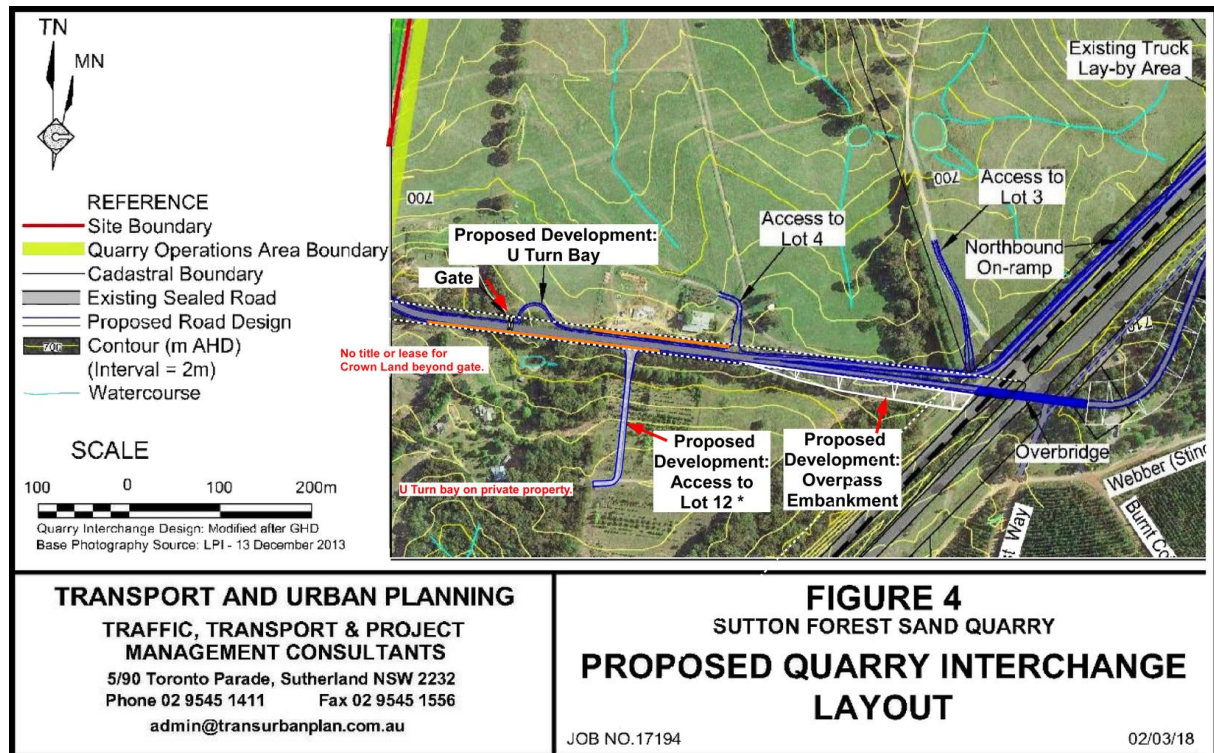 TN
MN
REFERENCE
Site Boundary
Quarry Operations Area Boundary
Cadastral Boundary
Existing Sealed Road
Proposed Road Design
700
Contour (m AHD)
(Interval = 2m)
Watercourse
SCALE
100 0 100 200m
Quarry Interchange Design: Modified after GHD
Base Photography Source: LPI - 13 December 2013
Existing Truck
Lay-by Area
700
700
Access to
Lot 3
Access to
Lot 4
Proposed Development:
U Turn Bay
Gate
Northbound
On-ramp
710
No title or lease for
Crown Land beyond gate.
U Turn bay on private property.
Proposed
Development:
Access to
Lot 12 *
Proposed
Development:
Overpass
Embankment
Overbridge
Webber (Sting
Burnt Co
st Way
TRANSPORT AND URBAN PLANNING
TRAFFIC, TRANSPORT & PROJECT
MANAGEMENT CONSULTANTS
5/90 Toronto Parade, Sutherland NSW 2232
Phone 02 9545 1411 Fax 02 9545 1556
admin@transurbanplan.com.au
FIGURE 4
SUTTON FOREST SAND QUARRY
PROPOSED QUARRY INTERCHANGE
LAYOUT
JOB NO.17194 02/03/18